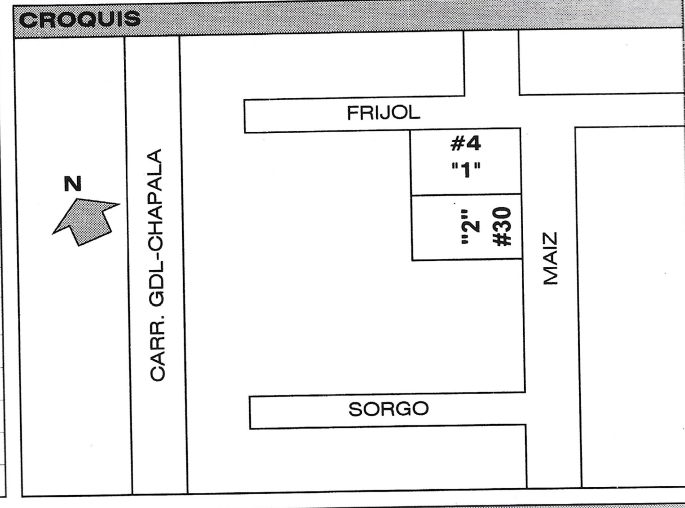 CROQUIS
FRIJOL
#4
"1"
N
"2"
#30
CARR. GDL-CHAPALA
MAIZ
SORGO